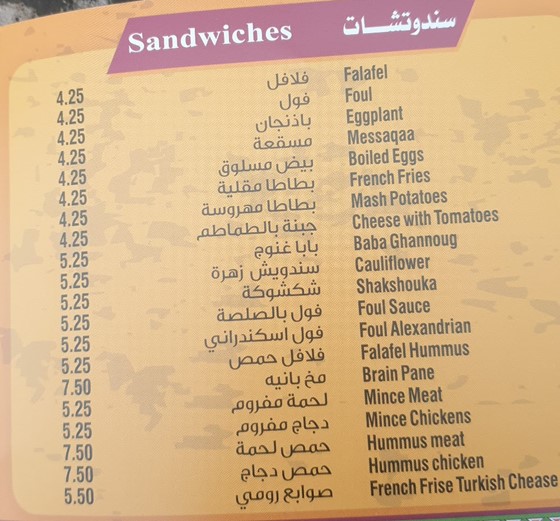 Sandwiches سندوتشات
4.25 فلافل Falafel
4.25 فول Foul
4.25 باذنجان Eggplant
4.25 مسقعة Messaqaa
4.25 بيض مسلوق Boiled Eggs
4.25 بطاطا مقلية French Fries
4.25 بطاطا مهروسة Mash Potatoes
4.25 جبنة بالطماطم Cheese with Tomatoes
5.25 بابا غنوج Baba Ghannoug
5.25 سندويش زهرة Cauliflower
5.25 شكشوكة Shakshouka
5.25 فول بالصلصة Foul Sauce
5.25 فول اسكندراني Foul Alexandrian
5.25 فلافل حمص Falafel Hummus
7.50 مخ بانيه Brain Pane
5.25 لحمة مفروم Mince Meat
5.25 دجاج مفروم Mince Chickens
7.50 حمص لحمة Hummus meat
7.50 حمص دجاج Hummus chicken
5.50 صوابع رومي French Frise Turkish Chease